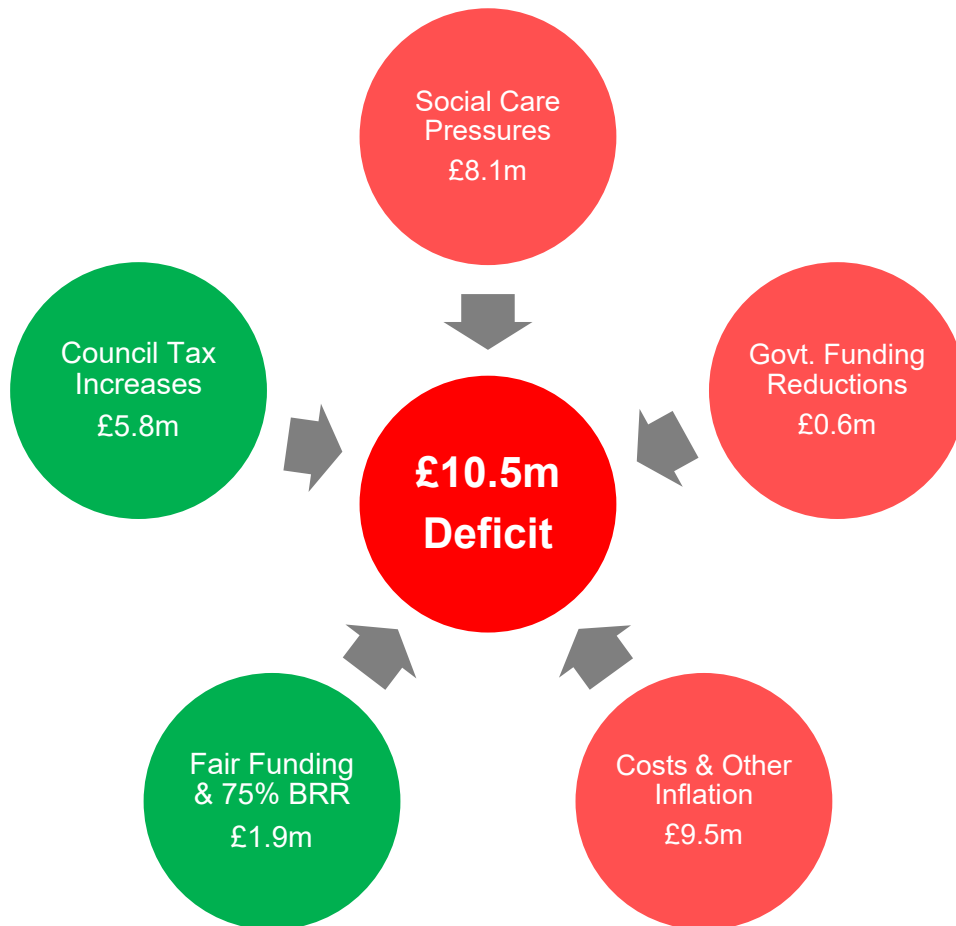 Social Care
Pressures
£8.1m
Council Tax
Increases
£5.8m
Govt. Funding
Reductions
£0.6m
£10.5m
Deficit
Fair Funding
& 75% BRR
£1.9m
Costs & Other
Inflation
£9.5m